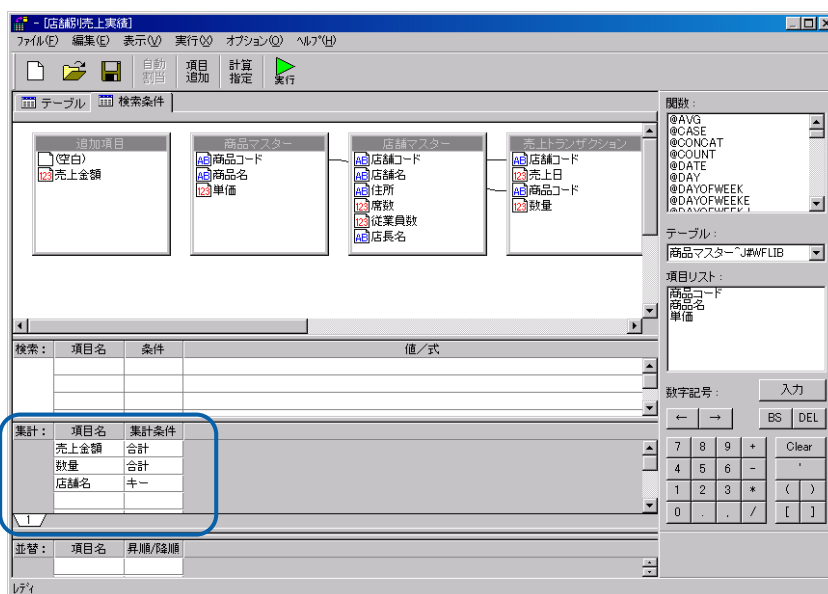 - [店舗別売上実績]
ファイル(F) 編集(E) 表示(V) 実行(X) オプション(O) ヘルプ(H)
自動割当 項目追加 計算指定 実行
テーブル 検索条件
追加項目
(空白)
売上金額
商品マスター
商品コード
商品名
単価
店舗マスター
店舗コード
店舗名
住所
席数
従業員数
店長名
売上トランザクション
店舗コード
売上日
商品コード
数量
検索: 項目名 条件 値/式
集計: 項目名 集計条件
売上金額 合計
数量 合計
店舗名 キー
1
並替: 項目名 昇順/降順
レディ
関数:
@AVG
@CASE
@CONCAT
@COUNT
@DATE
@DAY
@DAYOFWEEK
@DAYOFWEEKE
テーブル:
商品マスター^J#WFLIB
項目リスト:
商品コード
商品名
単価
数字記号: 入力
← → BS DEL
7 8 9 + Clear
4 5 6 - '
1 2 3 * ( )
0 . , / [ ]